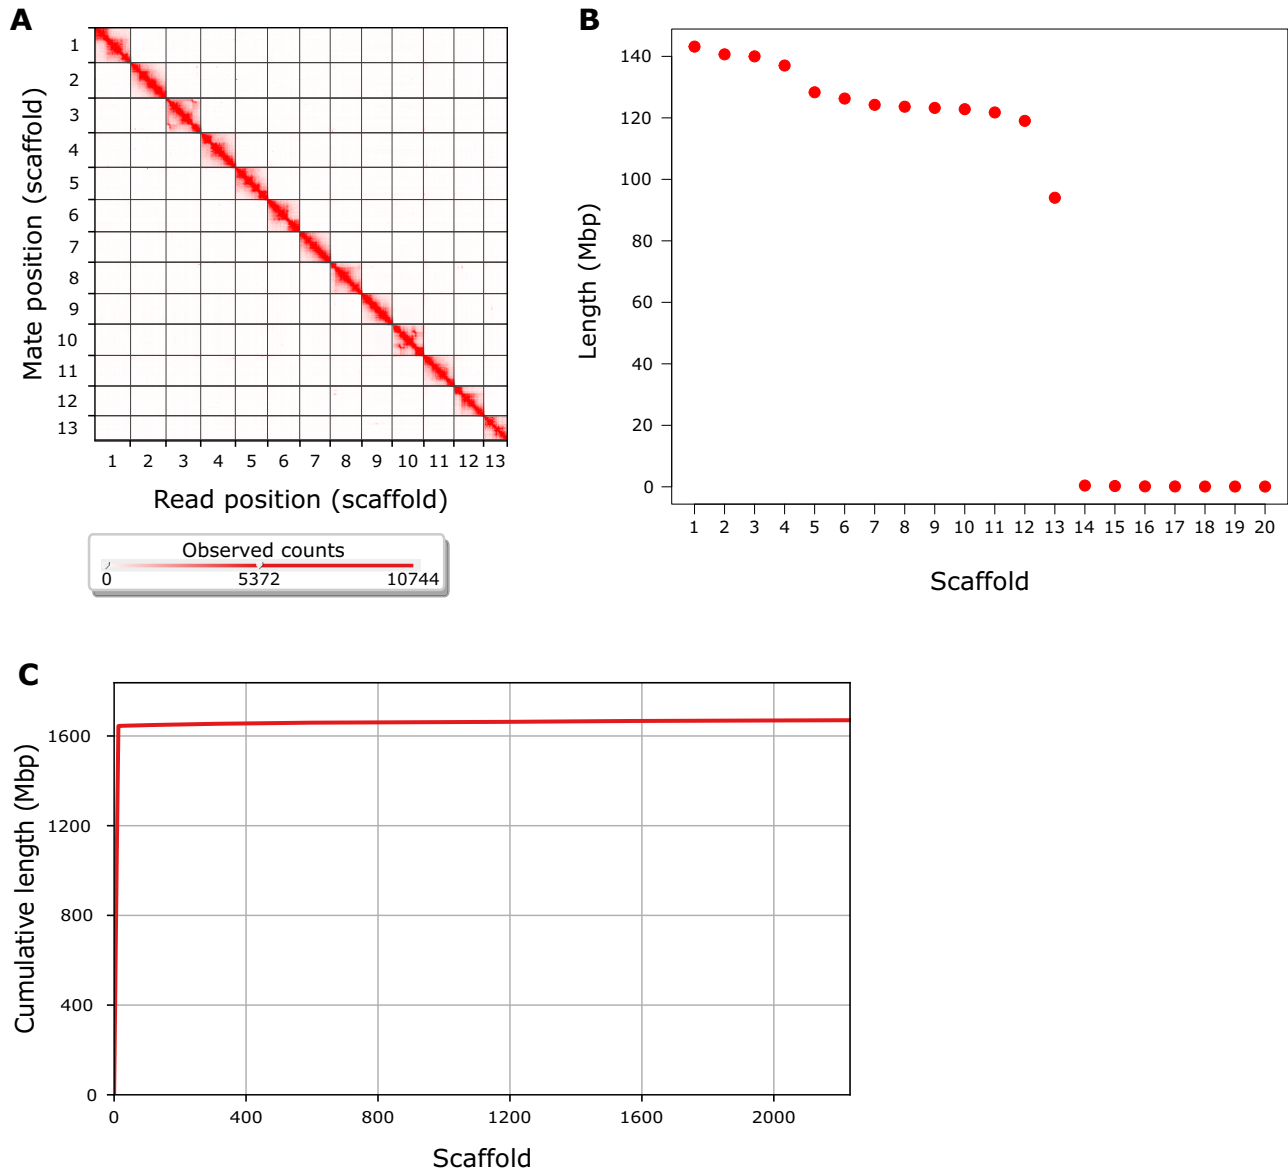 A
Mate position (scaffold)
1
2
3
4
5
6
7
8
9
10
11
12
13
1 2 3 4 5 6 7 8 9 10 11 12 13
Read position (scaffold)
Observed counts
0 5372 10744
B
Length (Mbp)
140
120
100
80
60
40
20
0
1 2 3 4 5 6 7 8 9 10 11 12 13 14 15 16 17 18 19 20
Scaffold
C
Cumulative length (Mbp)
1600
1200
800
400
0
0 400 800 1200 1600 2000
Scaffold